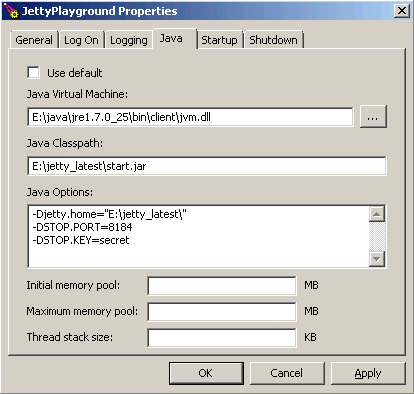 JettyPlayground Properties
General Log On Logging Java Startup Shutdown
Use default
Java Virtual Machine:
E:\java\jre1.7.0_25\bin\client\jvm.dll ...
Java Classpath:
E:\jetty_latest\start.jar
Java Options:
-Djetty.home="E:\jetty_latest\"
-DSTOP.PORT=8184
-DSTOP.KEY=secret
Initial memory pool: MB
Maximum memory pool: MB
Thread stack size: KB
OK Cancel Apply